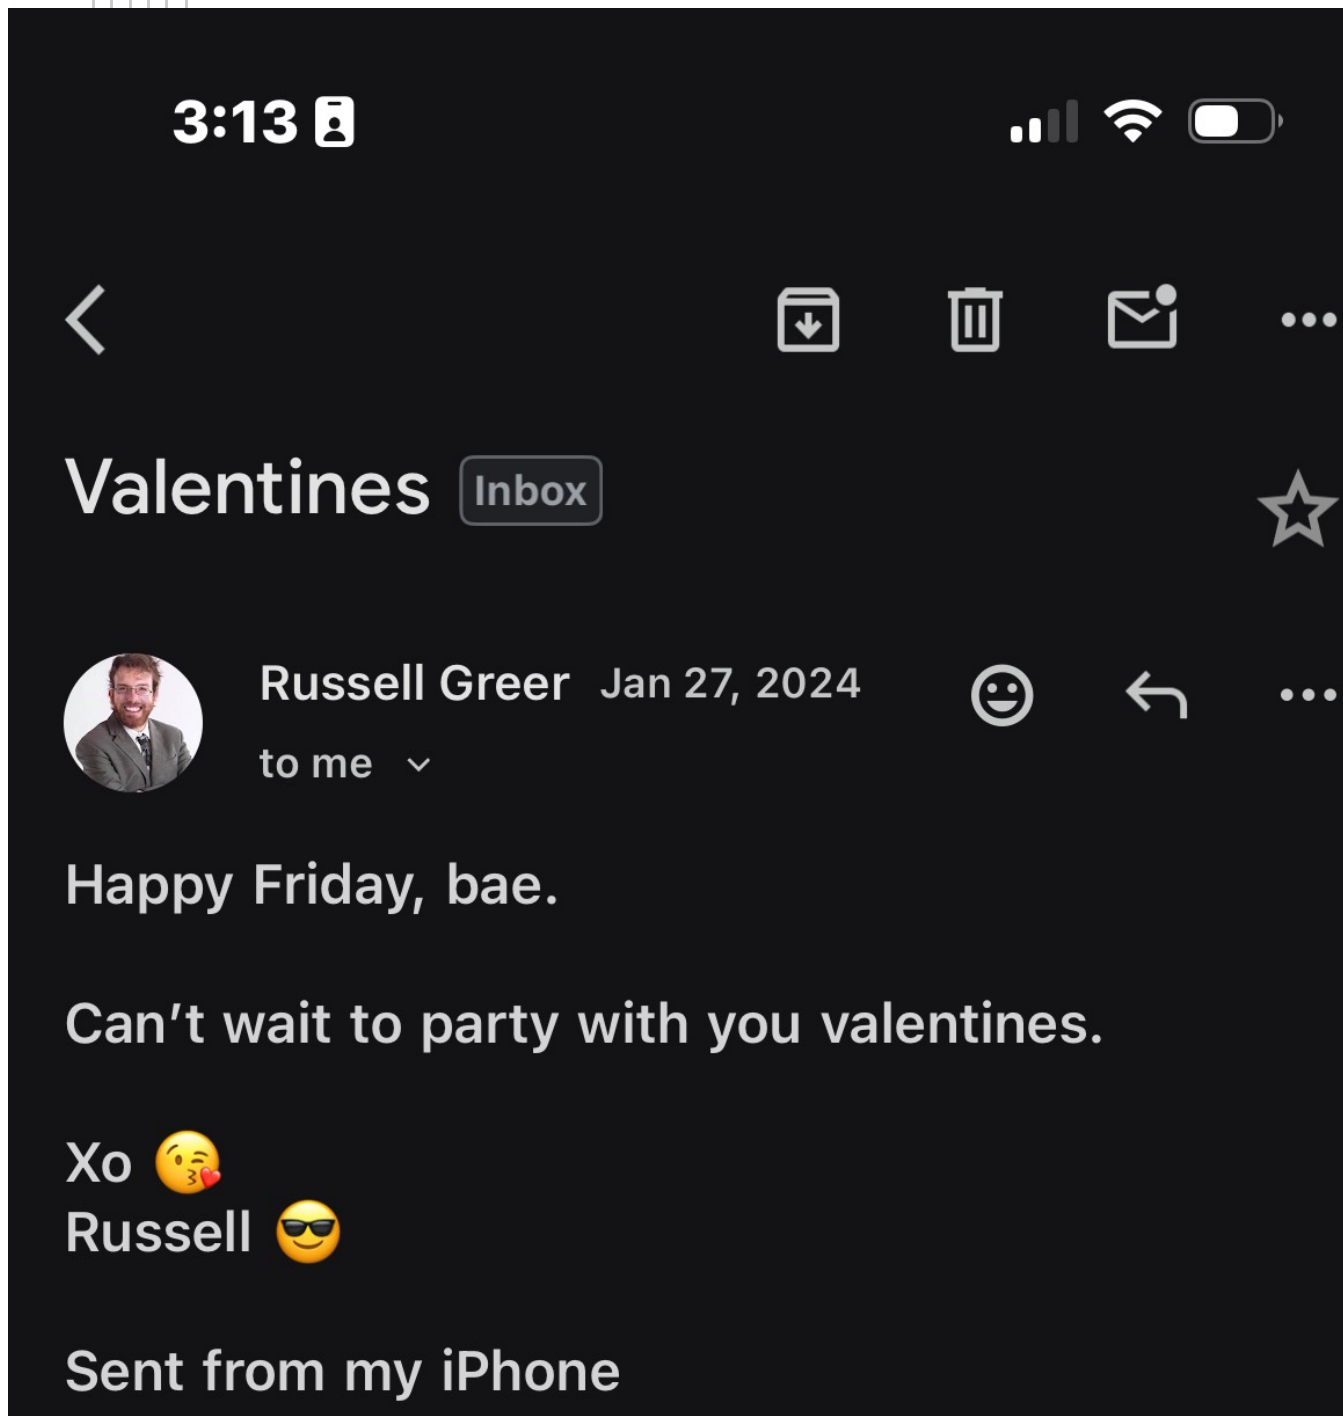 3:13
Valentines Inbox
Russell Greer Jan 27, 2024
to me
Happy Friday, bae.
Can’t wait to party with you valentines.
Xo 😘
Russell 😎
Sent from my iPhone